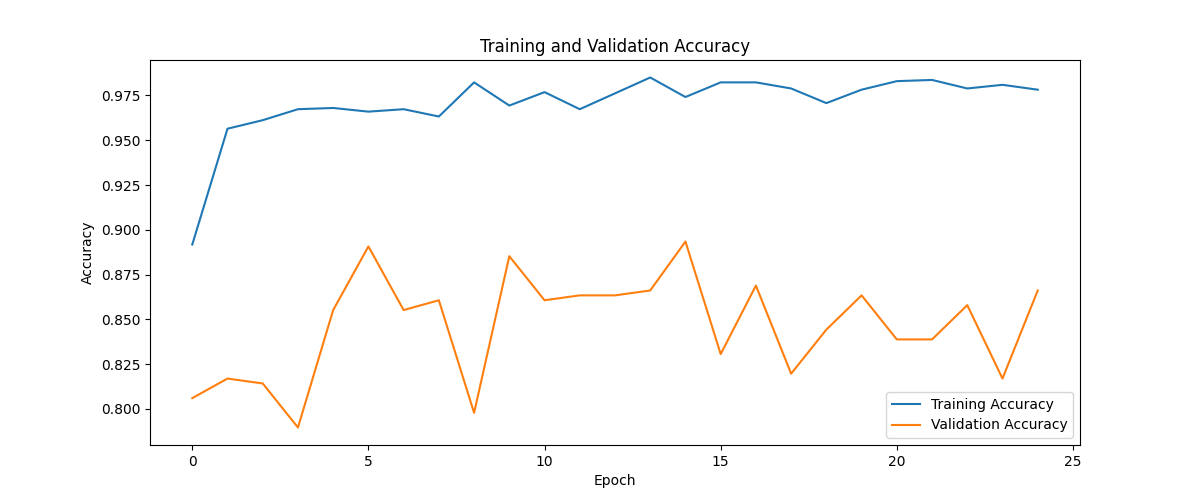 Training and Validation Accuracy
Accuracy
0.975
0.950
0.925
0.900
0.875
0.850
0.825
0.800
0 5 10 15 20 25
Epoch
Training Accuracy
Validation Accuracy